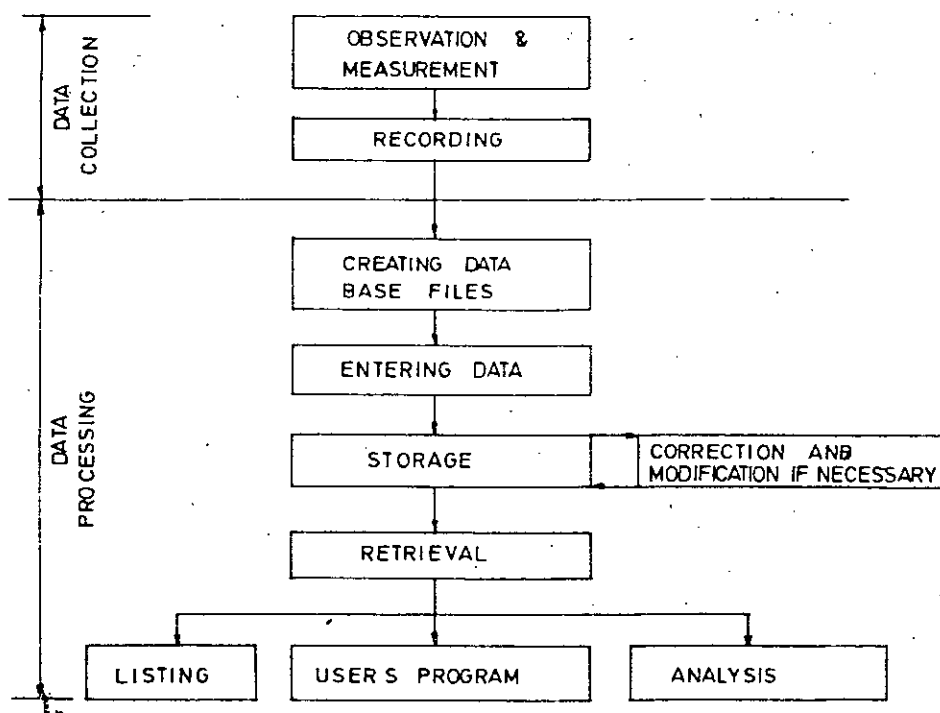 OBSERVATION &
MEASUREMENT
DATA
COLLECTION
RECORDING
CREATING DATA
BASE FILES
ENTERING DATA
DATA
PROCESSING
STORAGE
CORRECTION AND
MODIFICATION IF NECESSARY
RETRIEVAL
LISTING
USER'S PROGRAM
ANALYSIS